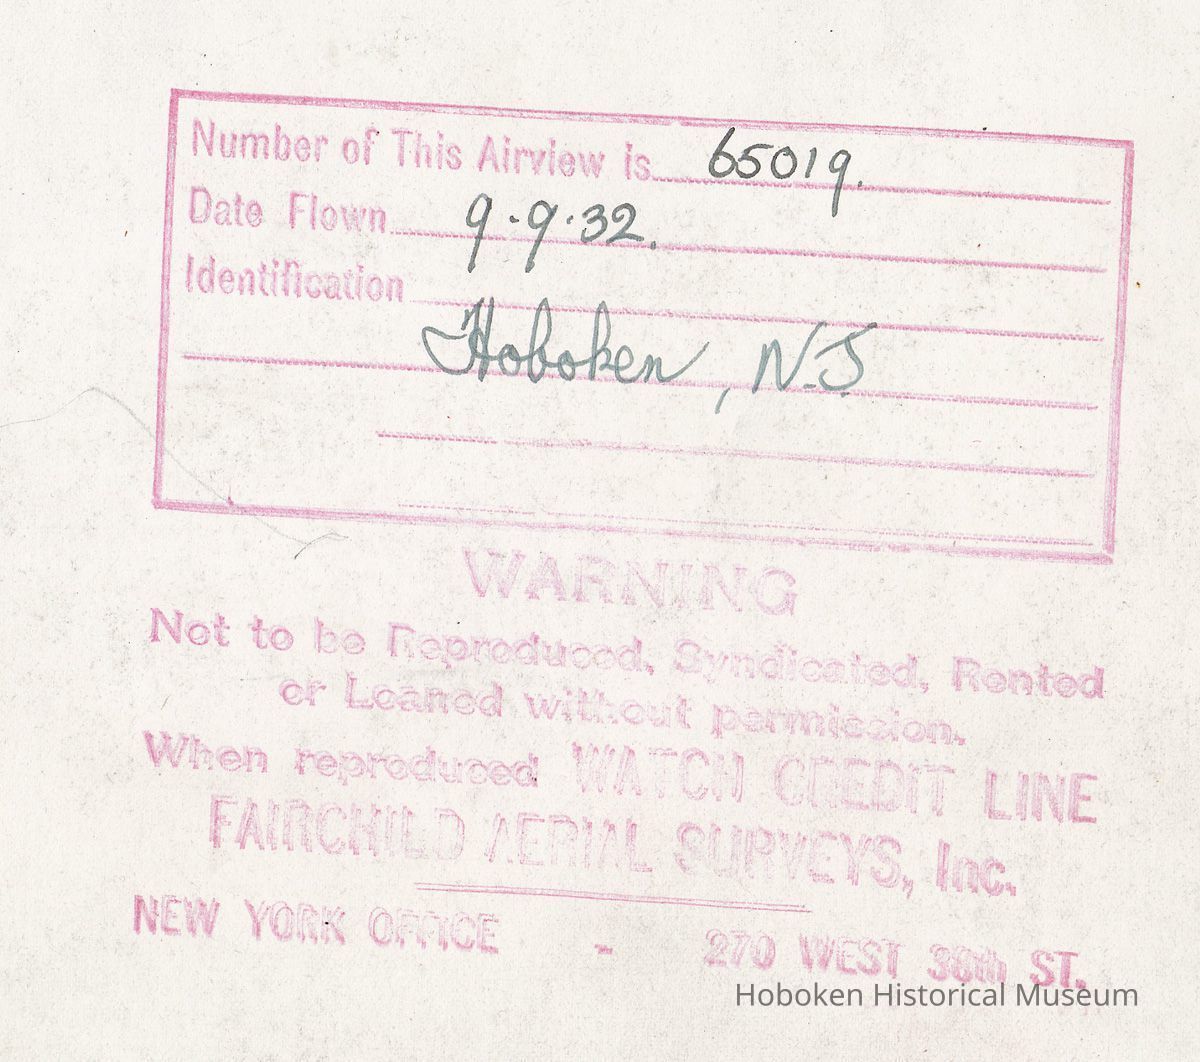 Number of This Airview is 65019.
Date Flown 9.9.32.
Identification
Hoboken, N.J
WARNING
Not to be Reproduced, Syndicated, Rented
or Loaned without permission.
When reproduced WATCH CREDIT LINE
FAIRCHILD AERIAL SURVEYS, Inc.
NEW YORK OFFICE - 270 WEST 38th ST.
Hoboken Historical Museum